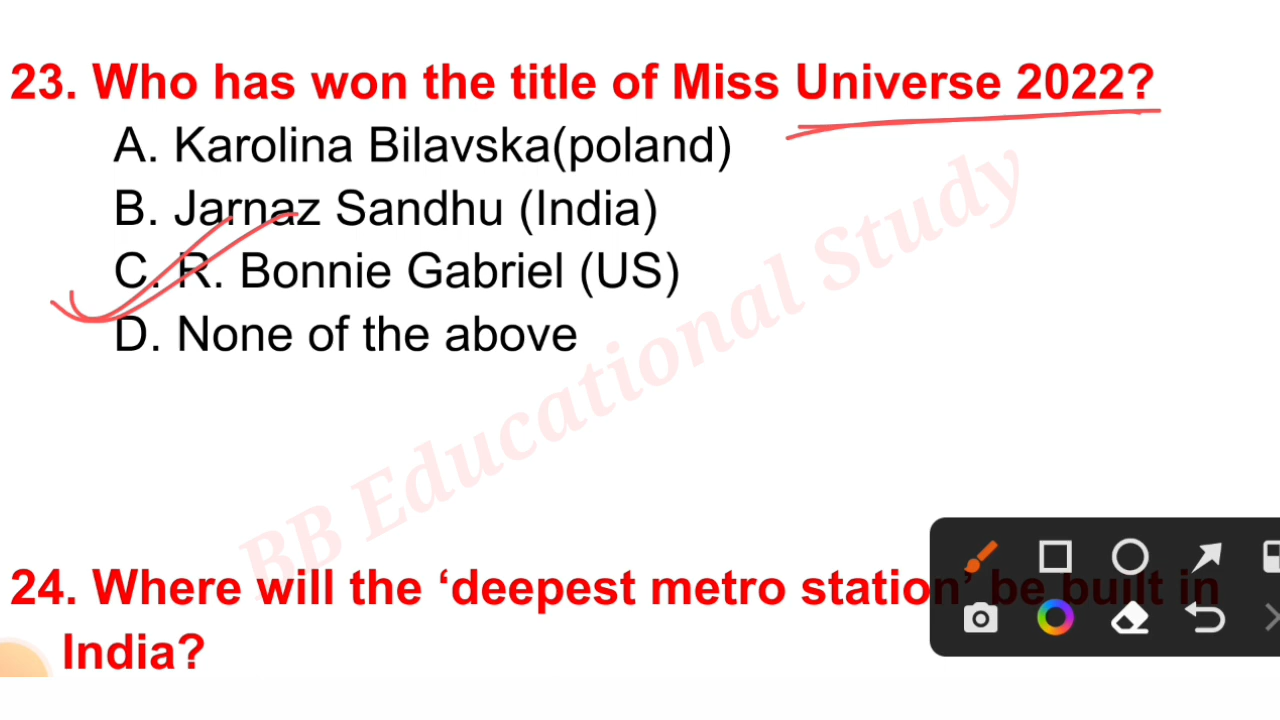 23. Who has won the title of Miss Universe 2022?
A. Karolina Bilavska(poland)
B. Jarnaz Sandhu (India)
C. R. Bonnie Gabriel (US)
D. None of the above
BB Educational Study
24. Where will the ‘deepest metro station’ be built in
India?